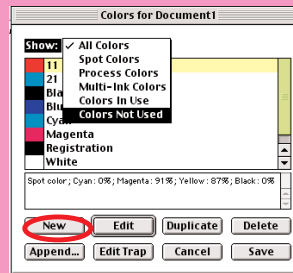 Colors for Document1
Show: ✓ All Colors
Spot Colors
Process Colors
Multi-Ink Colors
Colors In Use
Colors Not Used
11
21
Bla
Blu
Cya
Magenta
Registration
White
Spot color; Cyan: 0%; Magenta: 91%; Yellow: 87%; Black: 0%
New Edit Duplicate Delete
Append... Edit Trap Cancel Save